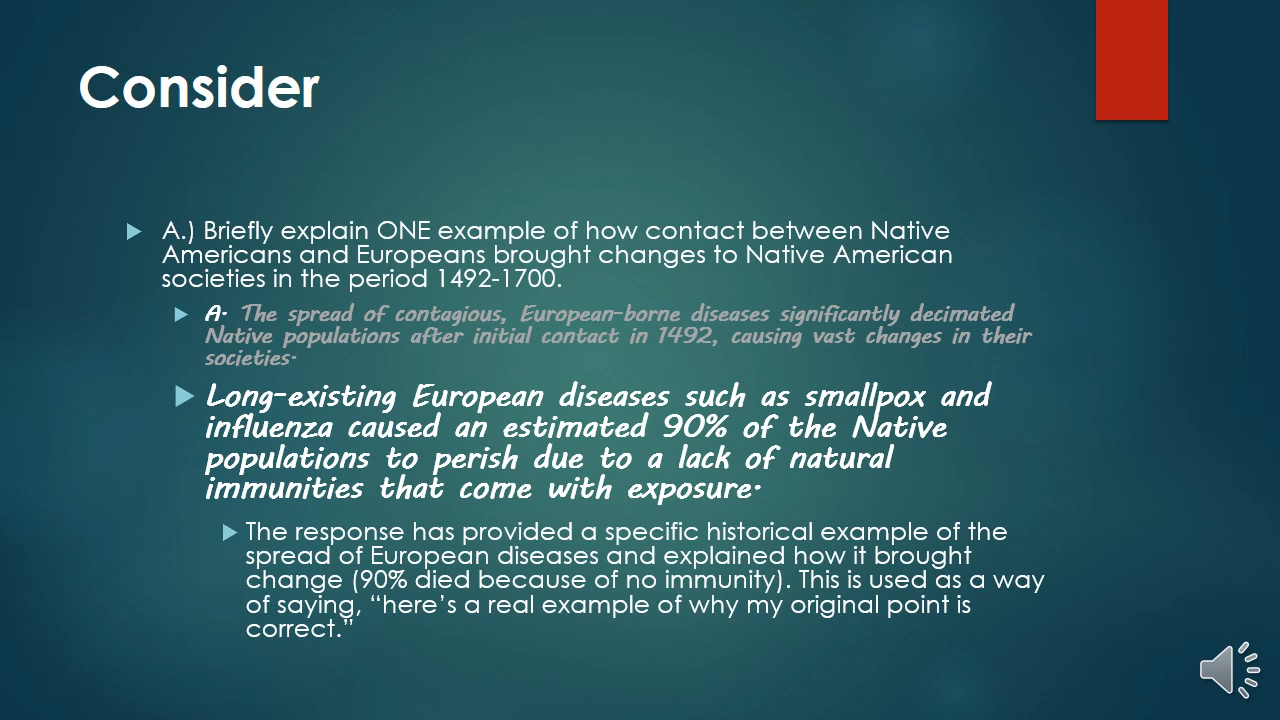 Consider
A.) Briefly explain ONE example of how contact between Native
Americans and Europeans brought changes to Native American
societies in the period 1492-1700.
A. The spread of contagious, European-borne diseases significantly decimated
Native populations after initial contact in 1492, causing vast changes in their
societies.
Long-existing European diseases such as smallpox and
influenza caused an estimated 90% of the Native
populations to perish due to a lack of natural
immunities that come with exposure.
The response has provided a specific historical example of the
spread of European diseases and explained how it brought
change (90% died because of no immunity). This is used as a way
of saying, “here’s a real example of why my original point is
correct.”